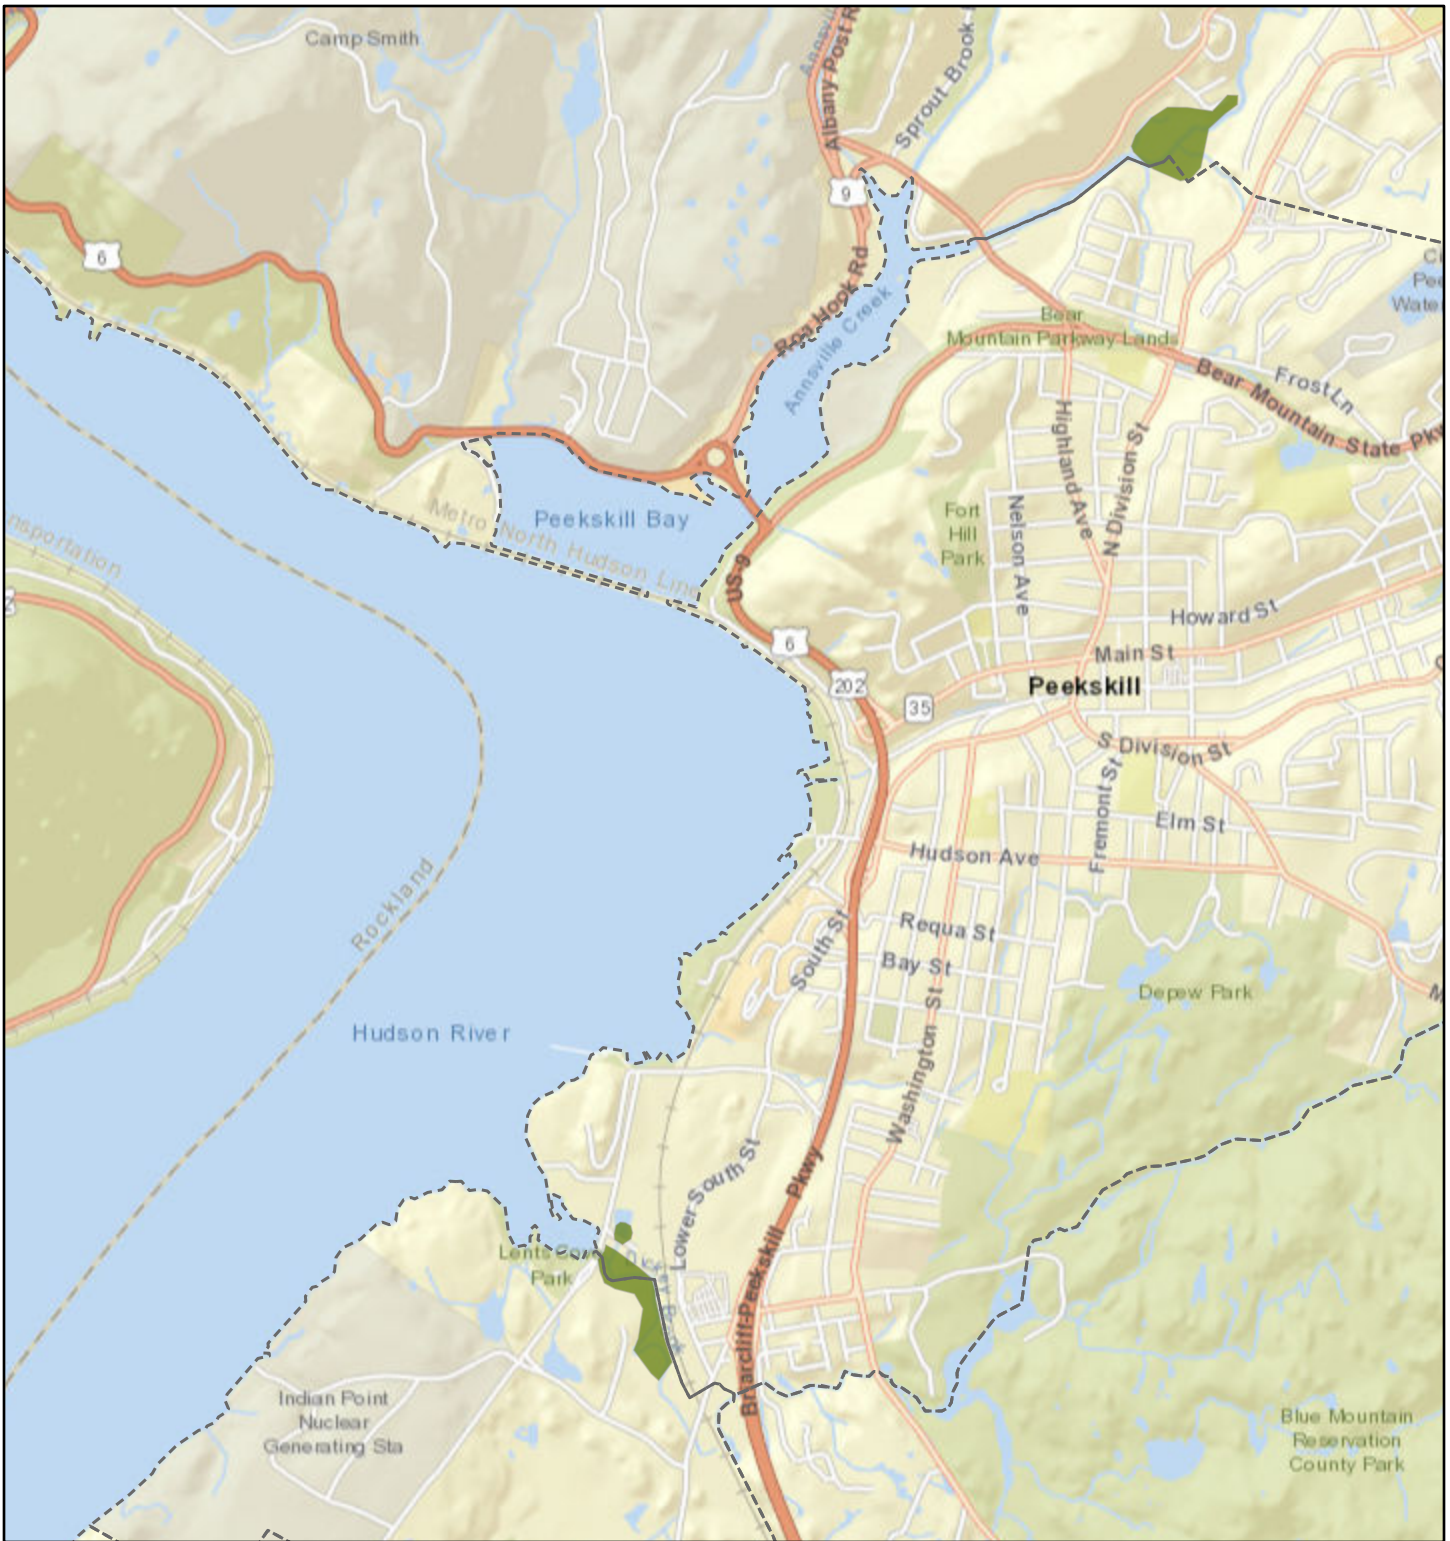 Camp Smith
Albany Post R
Sprout Brook
9
6
Roa Hook Rd
Annsville Creek
Bear
Mountain Parkway Lands
Frost Ln
Bear Mountain State Pkw
Highland Ave
N Division St
Nelson Ave
Fort
Hill
Park
Metro North Hudson Line
Peekskill Bay
nsportation
US-9
Howard St
6
Main St
202
Peekskill
35
S Division St
Fremont St
Elm St
Hudson Ave
Rockland
Requa St
South St
Bay St
Depew Park
Hudson River
Washington St
Lower South St
Briarcliff-Peekskill Pkwy
Lents Cove
Park
Indian Point
Nuclear
Generating Sta
Blue Mountain
Reservation
County Park